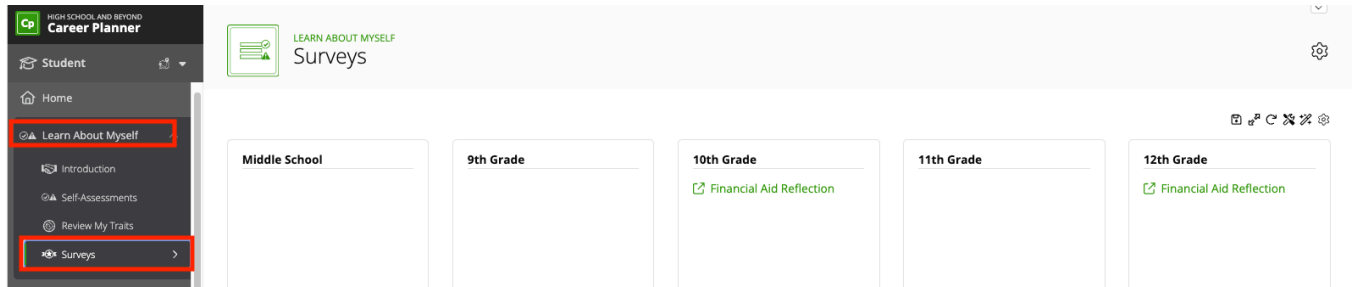 Cp
HIGH SCHOOL AND BEYOND
Career Planner
Student
Home
Learn About Myself
Introduction
Self-Assessments
Review My Traits
Surveys
LEARN ABOUT MYSELF
Surveys
Middle School
9th Grade
10th Grade
Financial Aid Reflection
11th Grade
12th Grade
Financial Aid Reflection